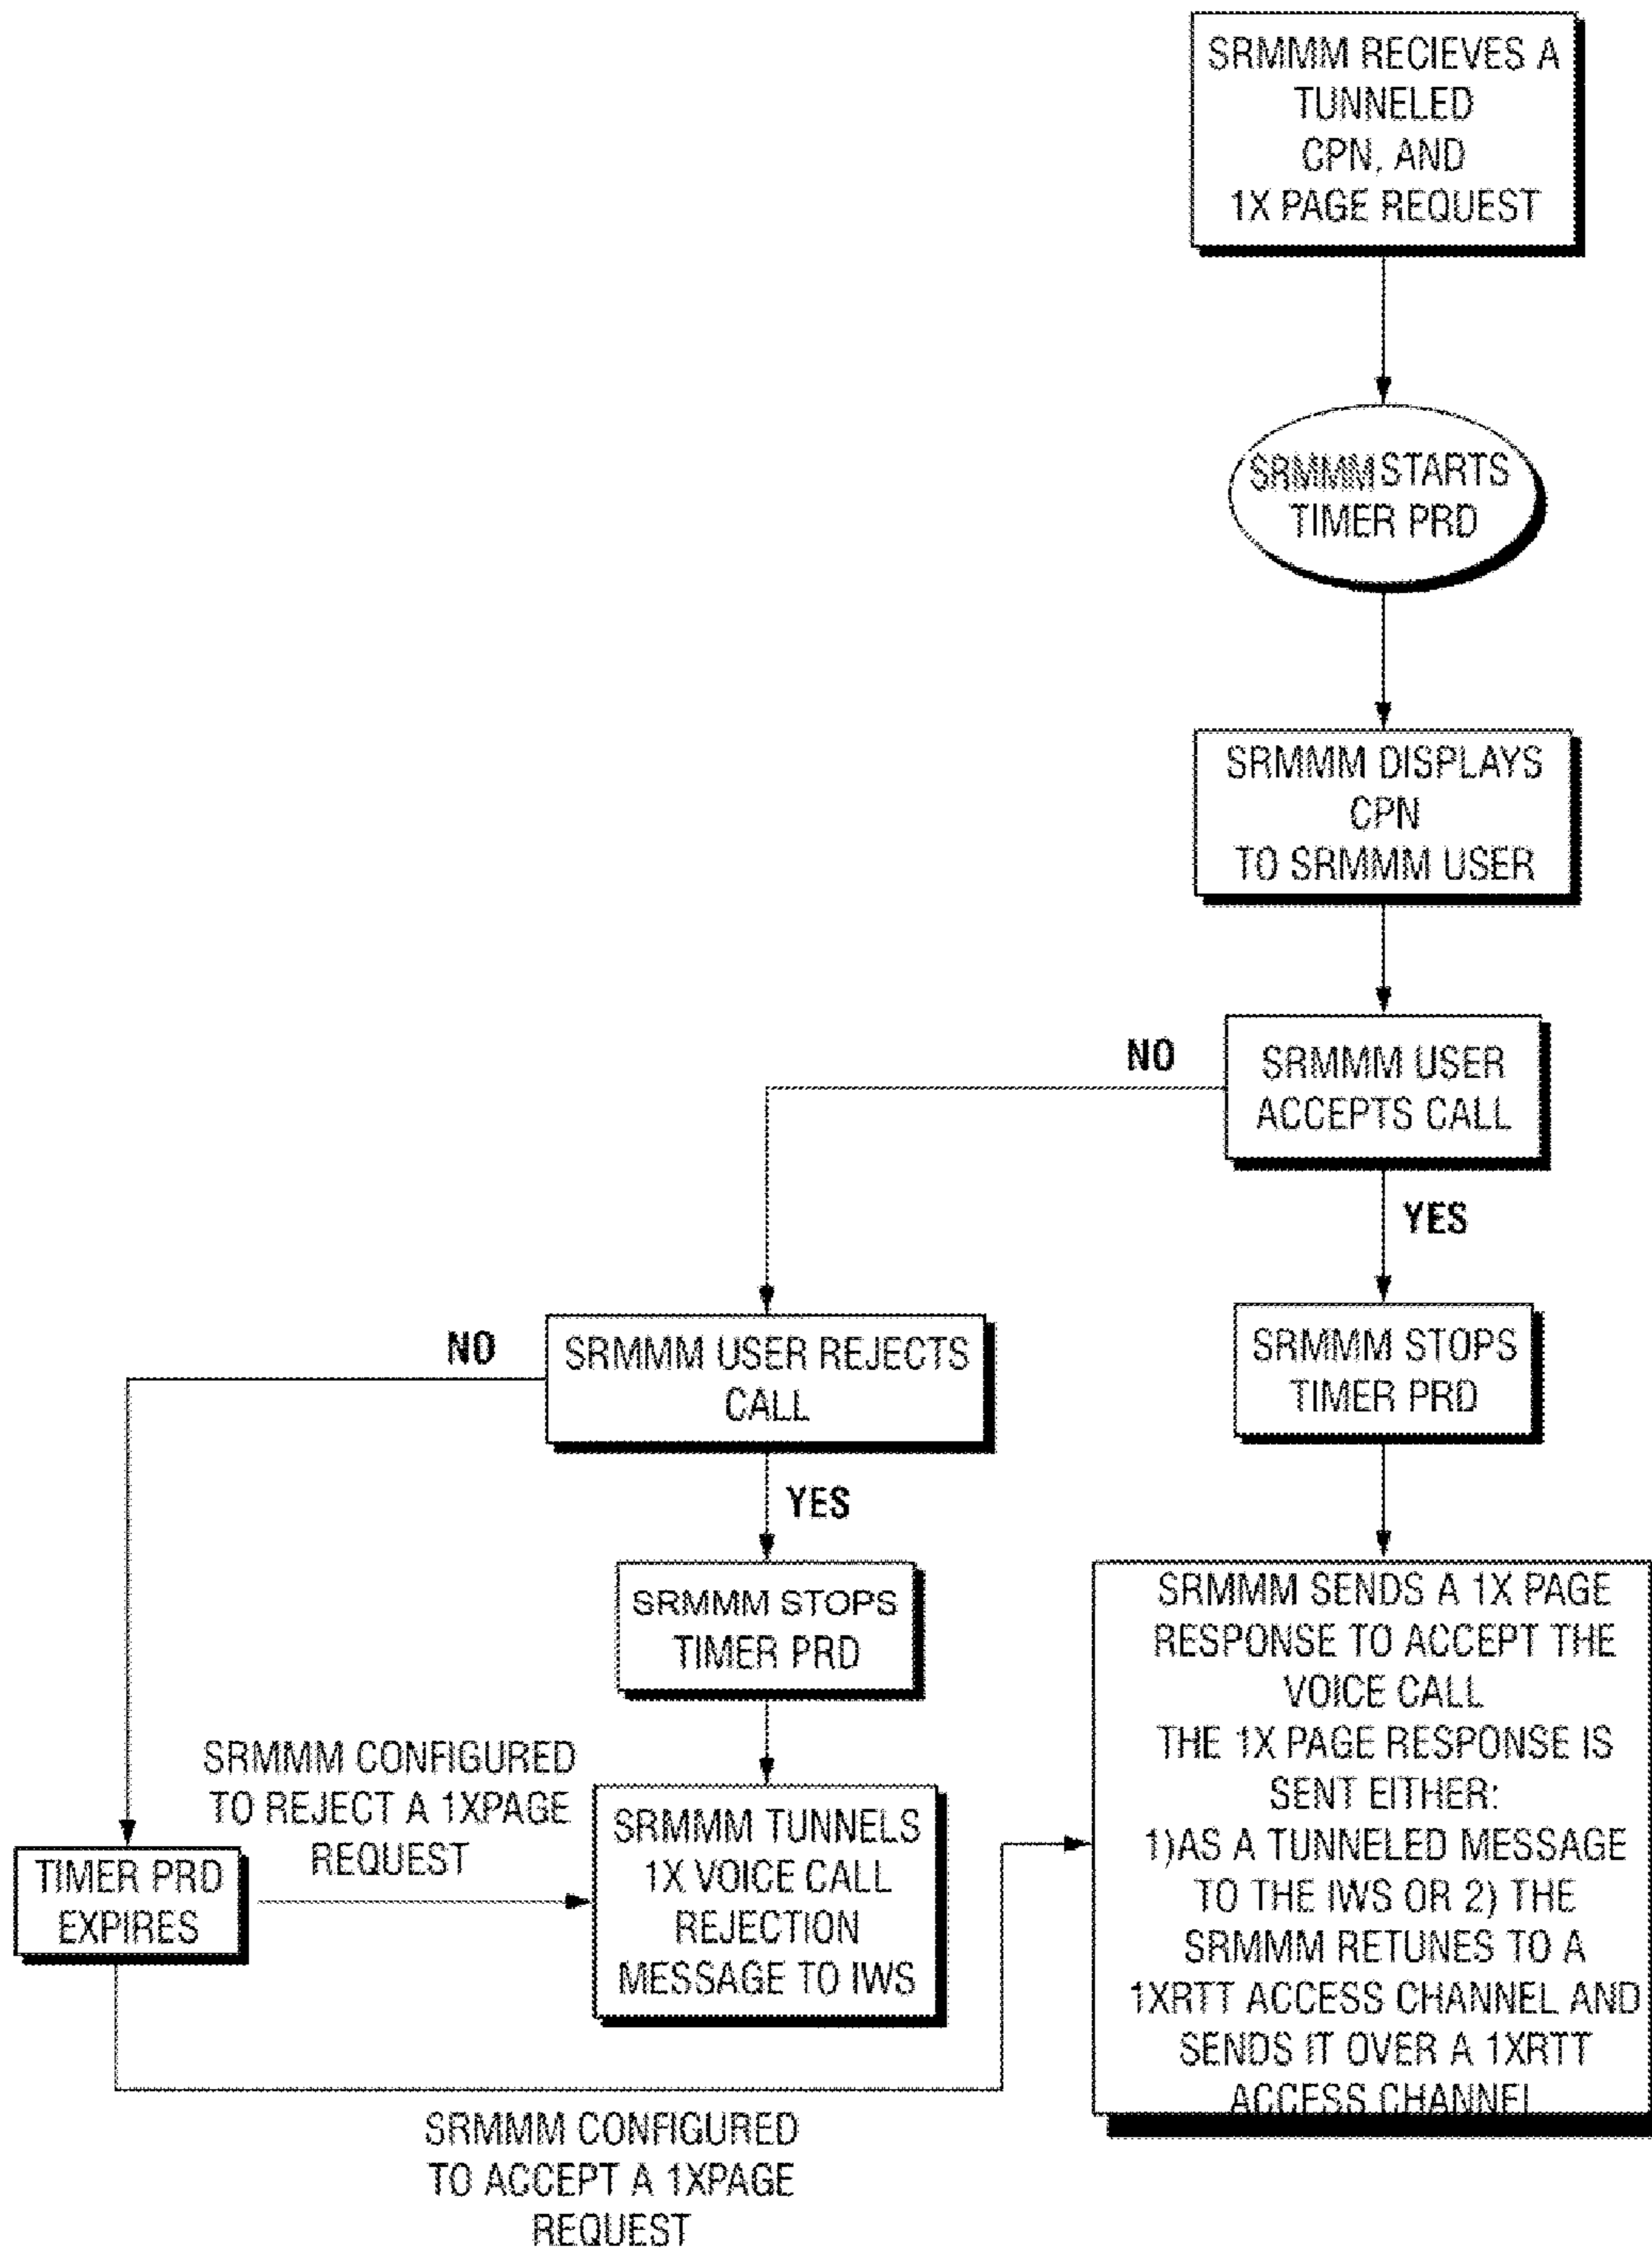 SRMMM RECIEVES A
TUNNELED
CPN, AND
1X PAGE REQUEST
SRMMM STARTS
TIMER PRD
SRMMM DISPLAYS
CPN
TO SRMMM USER
SRMMM USER
ACCEPTS CALL
NO
YES
SRMMM USER REJECTS
CALL
NO
YES
SRMMM STOPS
TIMER PRD
SRMMM STOPS
TIMER PRD
SRMMM SENDS A 1X PAGE
RESPONSE TO ACCEPT THE
VOICE CALL
THE 1X PAGE RESPONSE IS
SENT EITHER:
1)AS A TUNNELED MESSAGE
TO THE IWS OR 2) THE
SRMMM RETUNES TO A
1XRTT ACCESS CHANNEL AND
SENDS IT OVER A 1XRTT
ACCESS CHANNEL
SRMMM CONFIGURED
TO REJECT A 1XPAGE
REQUEST
SRMMM TUNNELS
1X VOICE CALL
REJECTION
MESSAGE TO IWS
TIMER PRD
EXPIRES
SRMMM CONFIGURED
TO ACCEPT A 1XPAGE
REQUEST